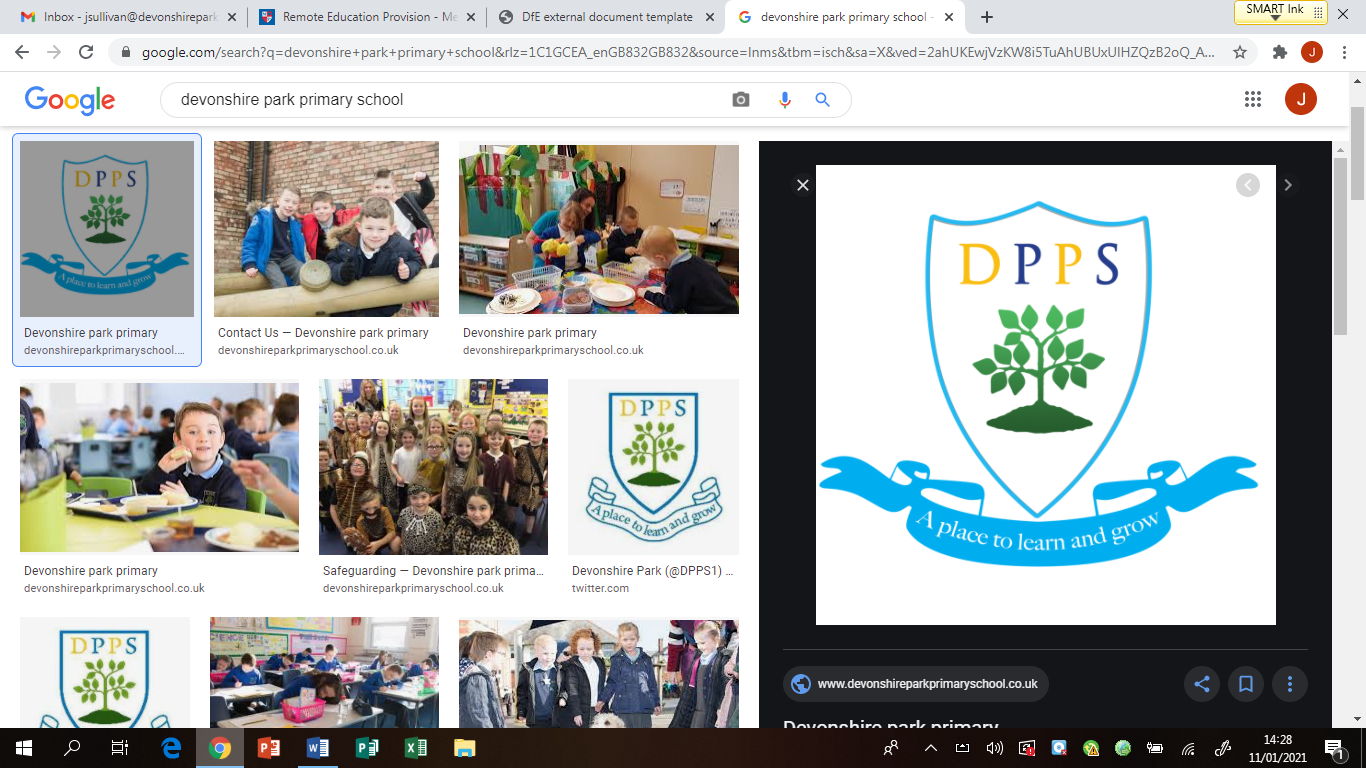 Inbox - jsullivan@devonshirepark
Remote Education Provision - Me
DfE external document template
devonshire park primary school -
SMART Ink
google.com/search?q=devonshire+park+primary+school&rlz=1C1GCEA_enGB832GB832&source=lnms&tbm=isch&sa=X&ved=2ahUKEwjVzKW8i5TuAhUBUxUIHZQzB2oQ_A...
J
Google
devonshire park primary school
J
DPPS
A place to learn and grow
Devonshire park primary
devonshireparkprimaryschool....
Contact Us — Devonshire park primary
devonshireparkprimaryschool.co.uk
Devonshire park primary
devonshireparkprimaryschool.co.uk
DPPS
A place to learn and grow
Devonshire park primary
devonshireparkprimaryschool.co.uk
Safeguarding — Devonshire park prima...
devonshireparkprimaryschool.co.uk
DPPS
A place to learn and grow
Devonshire Park (@DPPS1) ...
twitter.com
DPPS
www.devonshireparkprimaryschool.co.uk
Devonshire park primary
14:28
11/01/2021
1